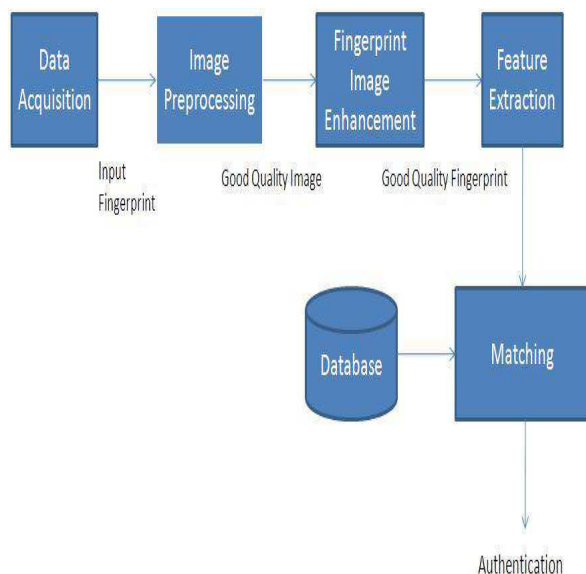 Data
Acquisition
Image
Preprocessing
Fingerprint
Image
Enhancement
Feature
Extraction
Input
Fingerprint
Good Quality Image
Good Quality Fingerprint
Database
Matching
Authentication